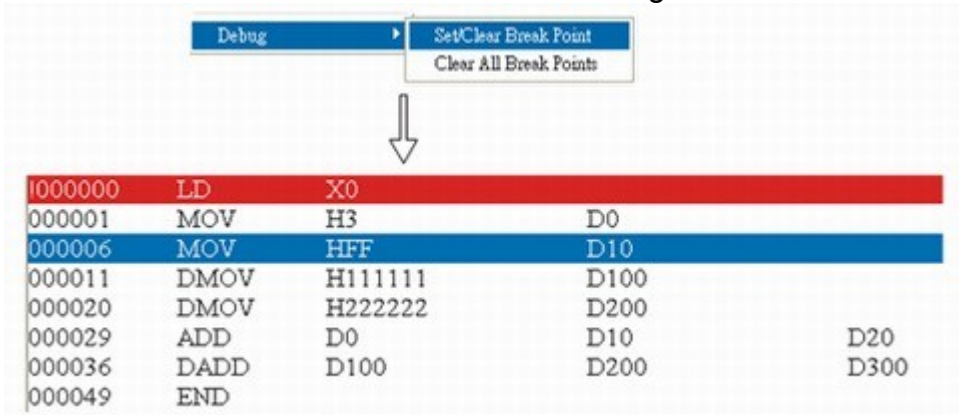 Debug Set/Clear Break Point
Clear All Break Points
!000000 LD X0
000001 MOV H3 D0
000006 MOV HFF D10
000011 DMOV H111111 D100
000020 DMOV H222222 D200
000029 ADD D0 D10 D20
000036 DADD D100 D200 D300
000049 END